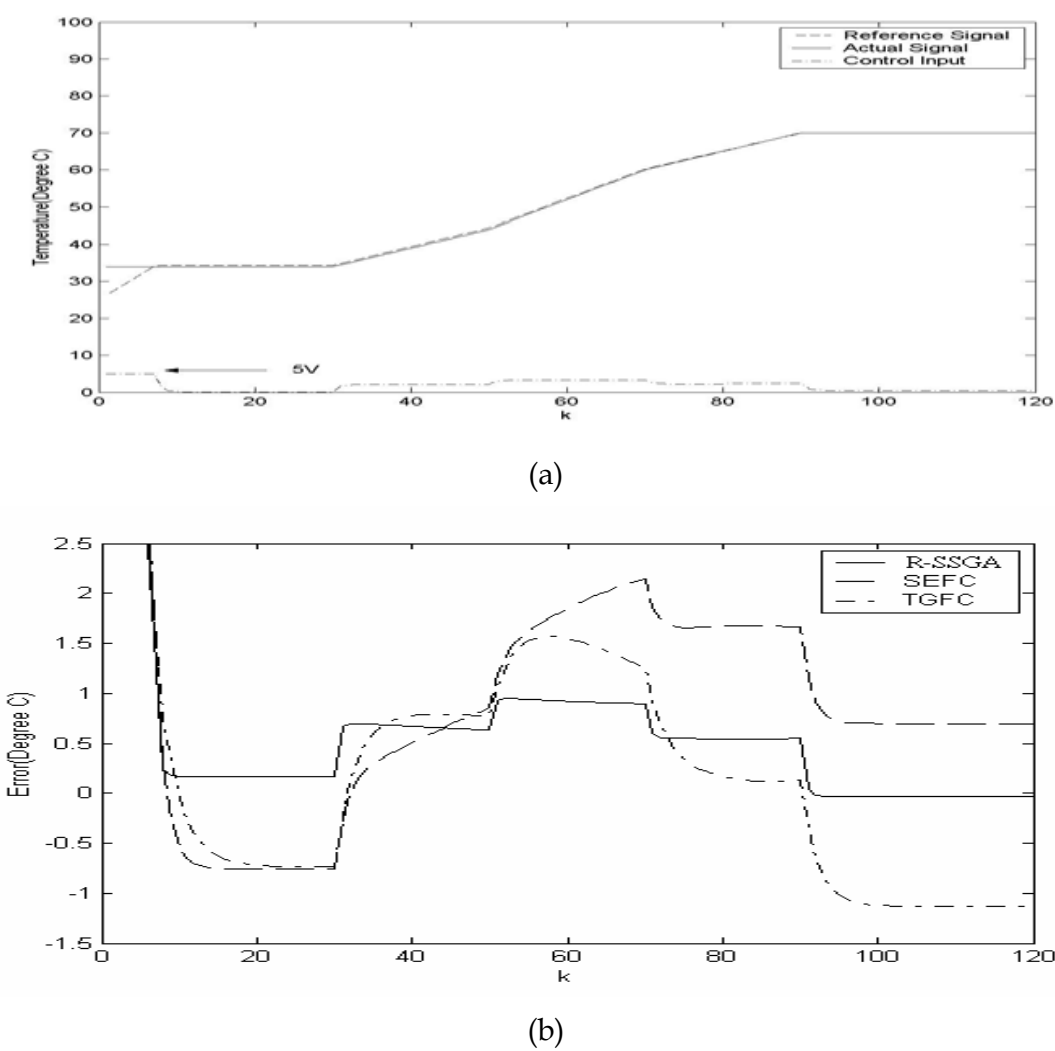 100
90
80
70
60
50
40
30
20
10
0
Temperature(Degree C)
Reference Signal
Actual Signal
Control Input
5V
0 20 40 60 80 100 120
k
(a)
2.5
2
1.5
1
0.5
0
-0.5
-1
-1.5
Error(Degree C)
R-SSGA
SEFC
TGFC
0 20 40 60 80 100 120
k
(b)